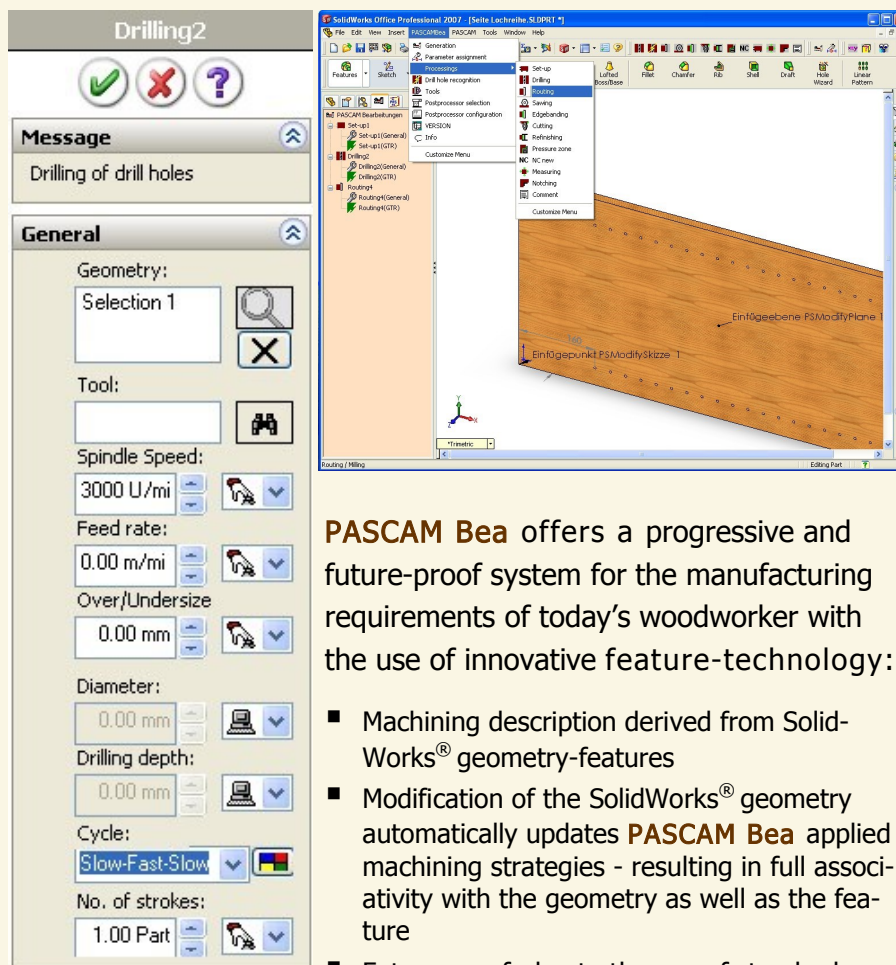 Drilling2
Message
Drilling of drill holes
General
Geometry:
Selection 1
Tool:
Spindle Speed:
3000 U/mi
Feed rate:
0.00 m/mi
Over/Undersize
0.00 mm
Diameter:
0.00 mm
Drilling depth:
0.00 mm
Cycle:
Slow-Fast-Slow
No. of strokes:
1.00 Part
SolidWorks Office Professional 2007 - [Seite Lochreihe.SLDPRT *]
File Edit View Insert PASCAMBea PASCAM Tools Window Help
Features Sketch
Lofted Boss/Base Fillet Chamfer Rib Shell Draft Hole Wizard Linear Pattern
Generation
Parameter assignment
Processings
Drill hole recognition
Tools
Postprocessor selection
Postprocessor configuration
VERSION
Info
Customize Menu
Set-up
Drilling
Routing
Sawing
Edgebanding
Cutting
Refinishing
Pressure zone
NC NC new
Measuring
Notching
Comment
Customize Menu
PASCAM Bearbeitungen
Set-up1
Set-up1(General)
Set-up1(GTR)
Drilling2
Drilling2(General)
Drilling2(GTR)
Routing4
Routing4(General)
Routing4(GTR)
Einfügeebene PSModifyPlane 1
160
Einfügepunkt PSModifySkizze 1
Y
X
Z
*Trimetric
Routing / Milling
Editing Part
PASCAM Bea offers a progressive and
future-proof system for the manufacturing
requirements of today's woodworker with
the use of innovative feature-technology:
■ Machining description derived from Solid-
Works® geometry-features
■ Modification of the SolidWorks® geometry
automatically updates PASCAM Bea applied
machining strategies - resulting in full associ-
ativity with the geometry as well as the fea-
ture